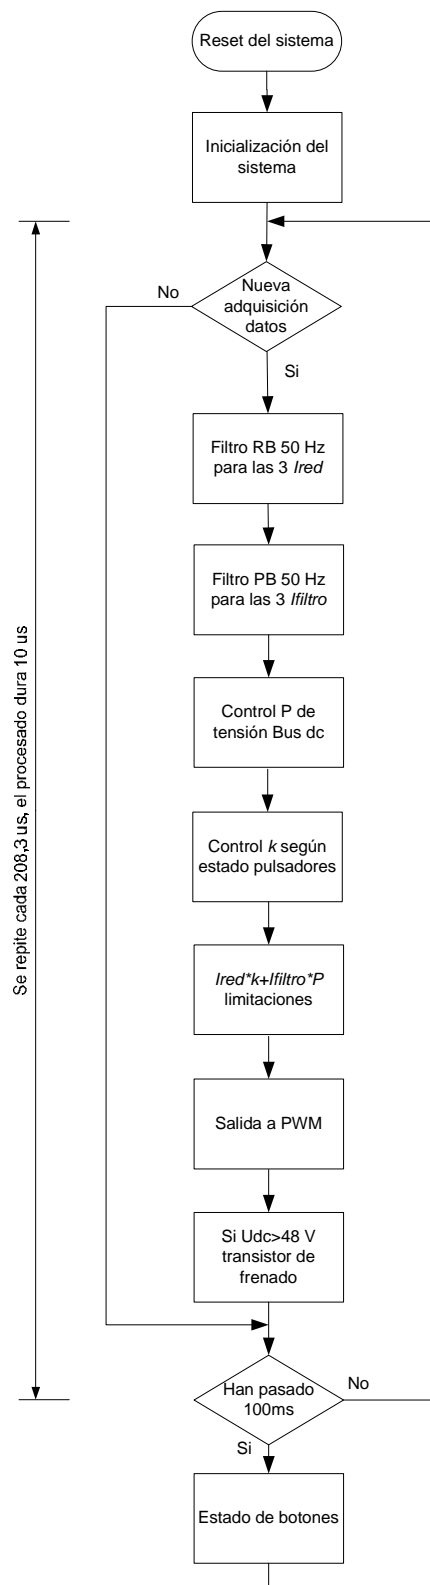 Reset del sistema
Inicialización del
sistema
Nueva
adquisición
datos
No
Si
Filtro RB 50 Hz
para las 3 Ired
Filtro PB 50 Hz
para las 3 Ifiltro
Control P de
tensión Bus dc
Control k según
estado pulsadores
Ired*k+Ifiltro*P
limitaciones
Salida a PWM
Si Udc>48 V
transistor de
frenado
Han pasado
100ms
No
Si
Estado de botones
Se repite cada 208,3 us, el procesado dura 10 us